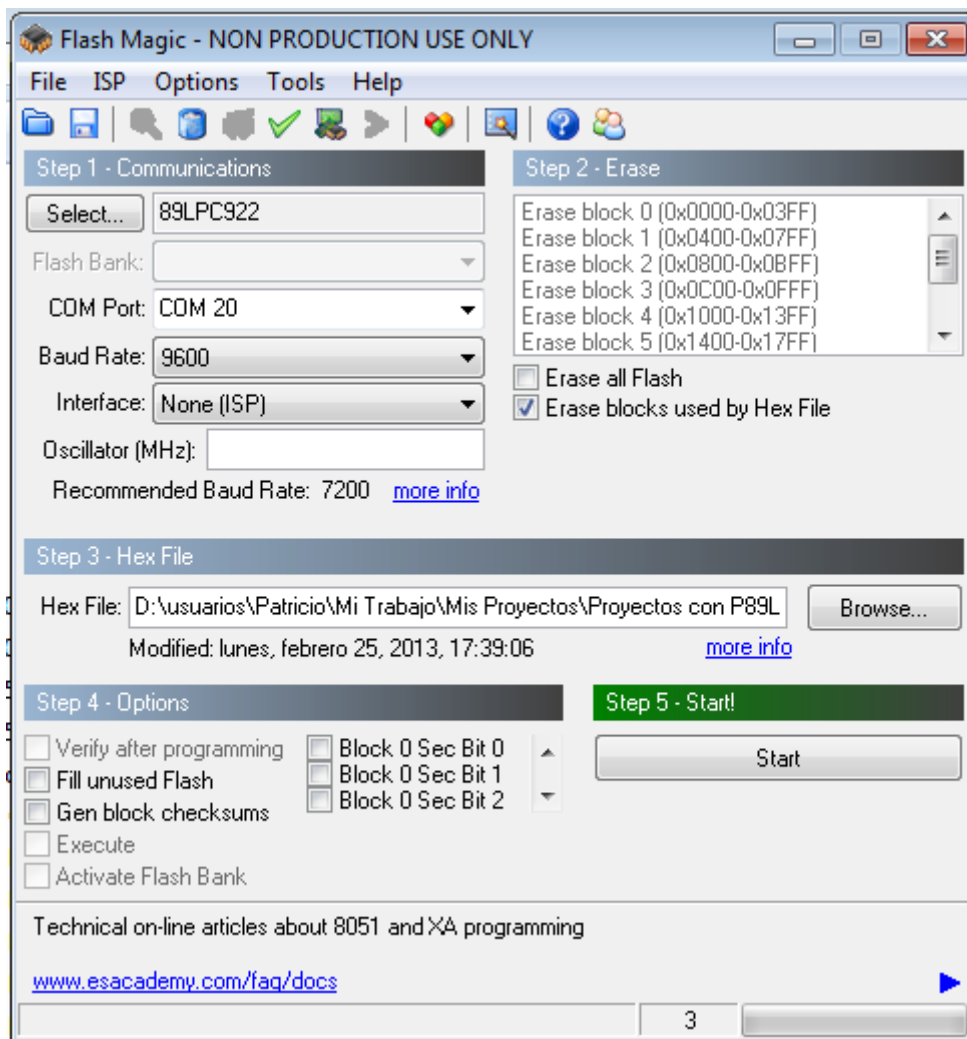 Flash Magic - NON PRODUCTION USE ONLY
File ISP Options Tools Help
Step 1 - Communications
Select... 89LPC922
Flash Bank:
COM Port: COM 20
Baud Rate: 9600
Interface: None (ISP)
Oscillator (MHz):
Recommended Baud Rate: 7200 more info
Step 2 - Erase
Erase block 0 (0x0000-0x03FF)
Erase block 1 (0x0400-0x07FF)
Erase block 2 (0x0800-0x0BFF)
Erase block 3 (0x0C00-0x0FFF)
Erase block 4 (0x1000-0x13FF)
Erase block 5 (0x1400-0x17FF)
Erase all Flash
Erase blocks used by Hex File
Step 3 - Hex File
Hex File: D:\usuarios\Patricio\Mi Trabajo\Mis Proyectos\Proyectos con P89L Browse...
Modified: lunes, febrero 25, 2013, 17:39:06 more info
Step 4 - Options
Verify after programming
Fill unused Flash
Gen block checksums
Execute
Activate Flash Bank
Block 0 Sec Bit 0
Block 0 Sec Bit 1
Block 0 Sec Bit 2
Step 5 - Start!
Start
Technical on-line articles about 8051 and XA programming
www.esacademy.com/faq/docs
3